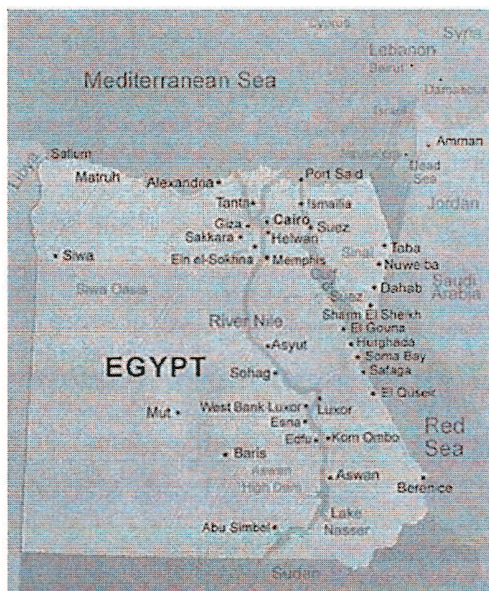 Cyprus
Syria
Lebanon
Beirut
Mediterranean Sea
Damascus
Israel
Amman
Libya
Sallum
Matruh
Alexandria
Port Said
Dead
Sea
Tanta
Ismailia
Jordan
Giza
Cairo
Suez
Sakkara
Helwan
Siwa
Sinai
Taba
Ein el-Sokhna
Memphis
Nuweiba
Gulf
Saudi
Arabia
Siwa Oasis
Suez
Dahab
Sharm El Sheikh
River Nile
El Gouna
Asyut
Hurghada
EGYPT
Soma Bay
Sohag
Safaga
El Quseir
Mut
West Bank Luxor
Luxor
Esna
Red
Sea
Edfu
Kom Ombo
Baris
Aswan
High Dam
Aswan
Berenice
Abu Simbel
Lake
Nasser
Sudan